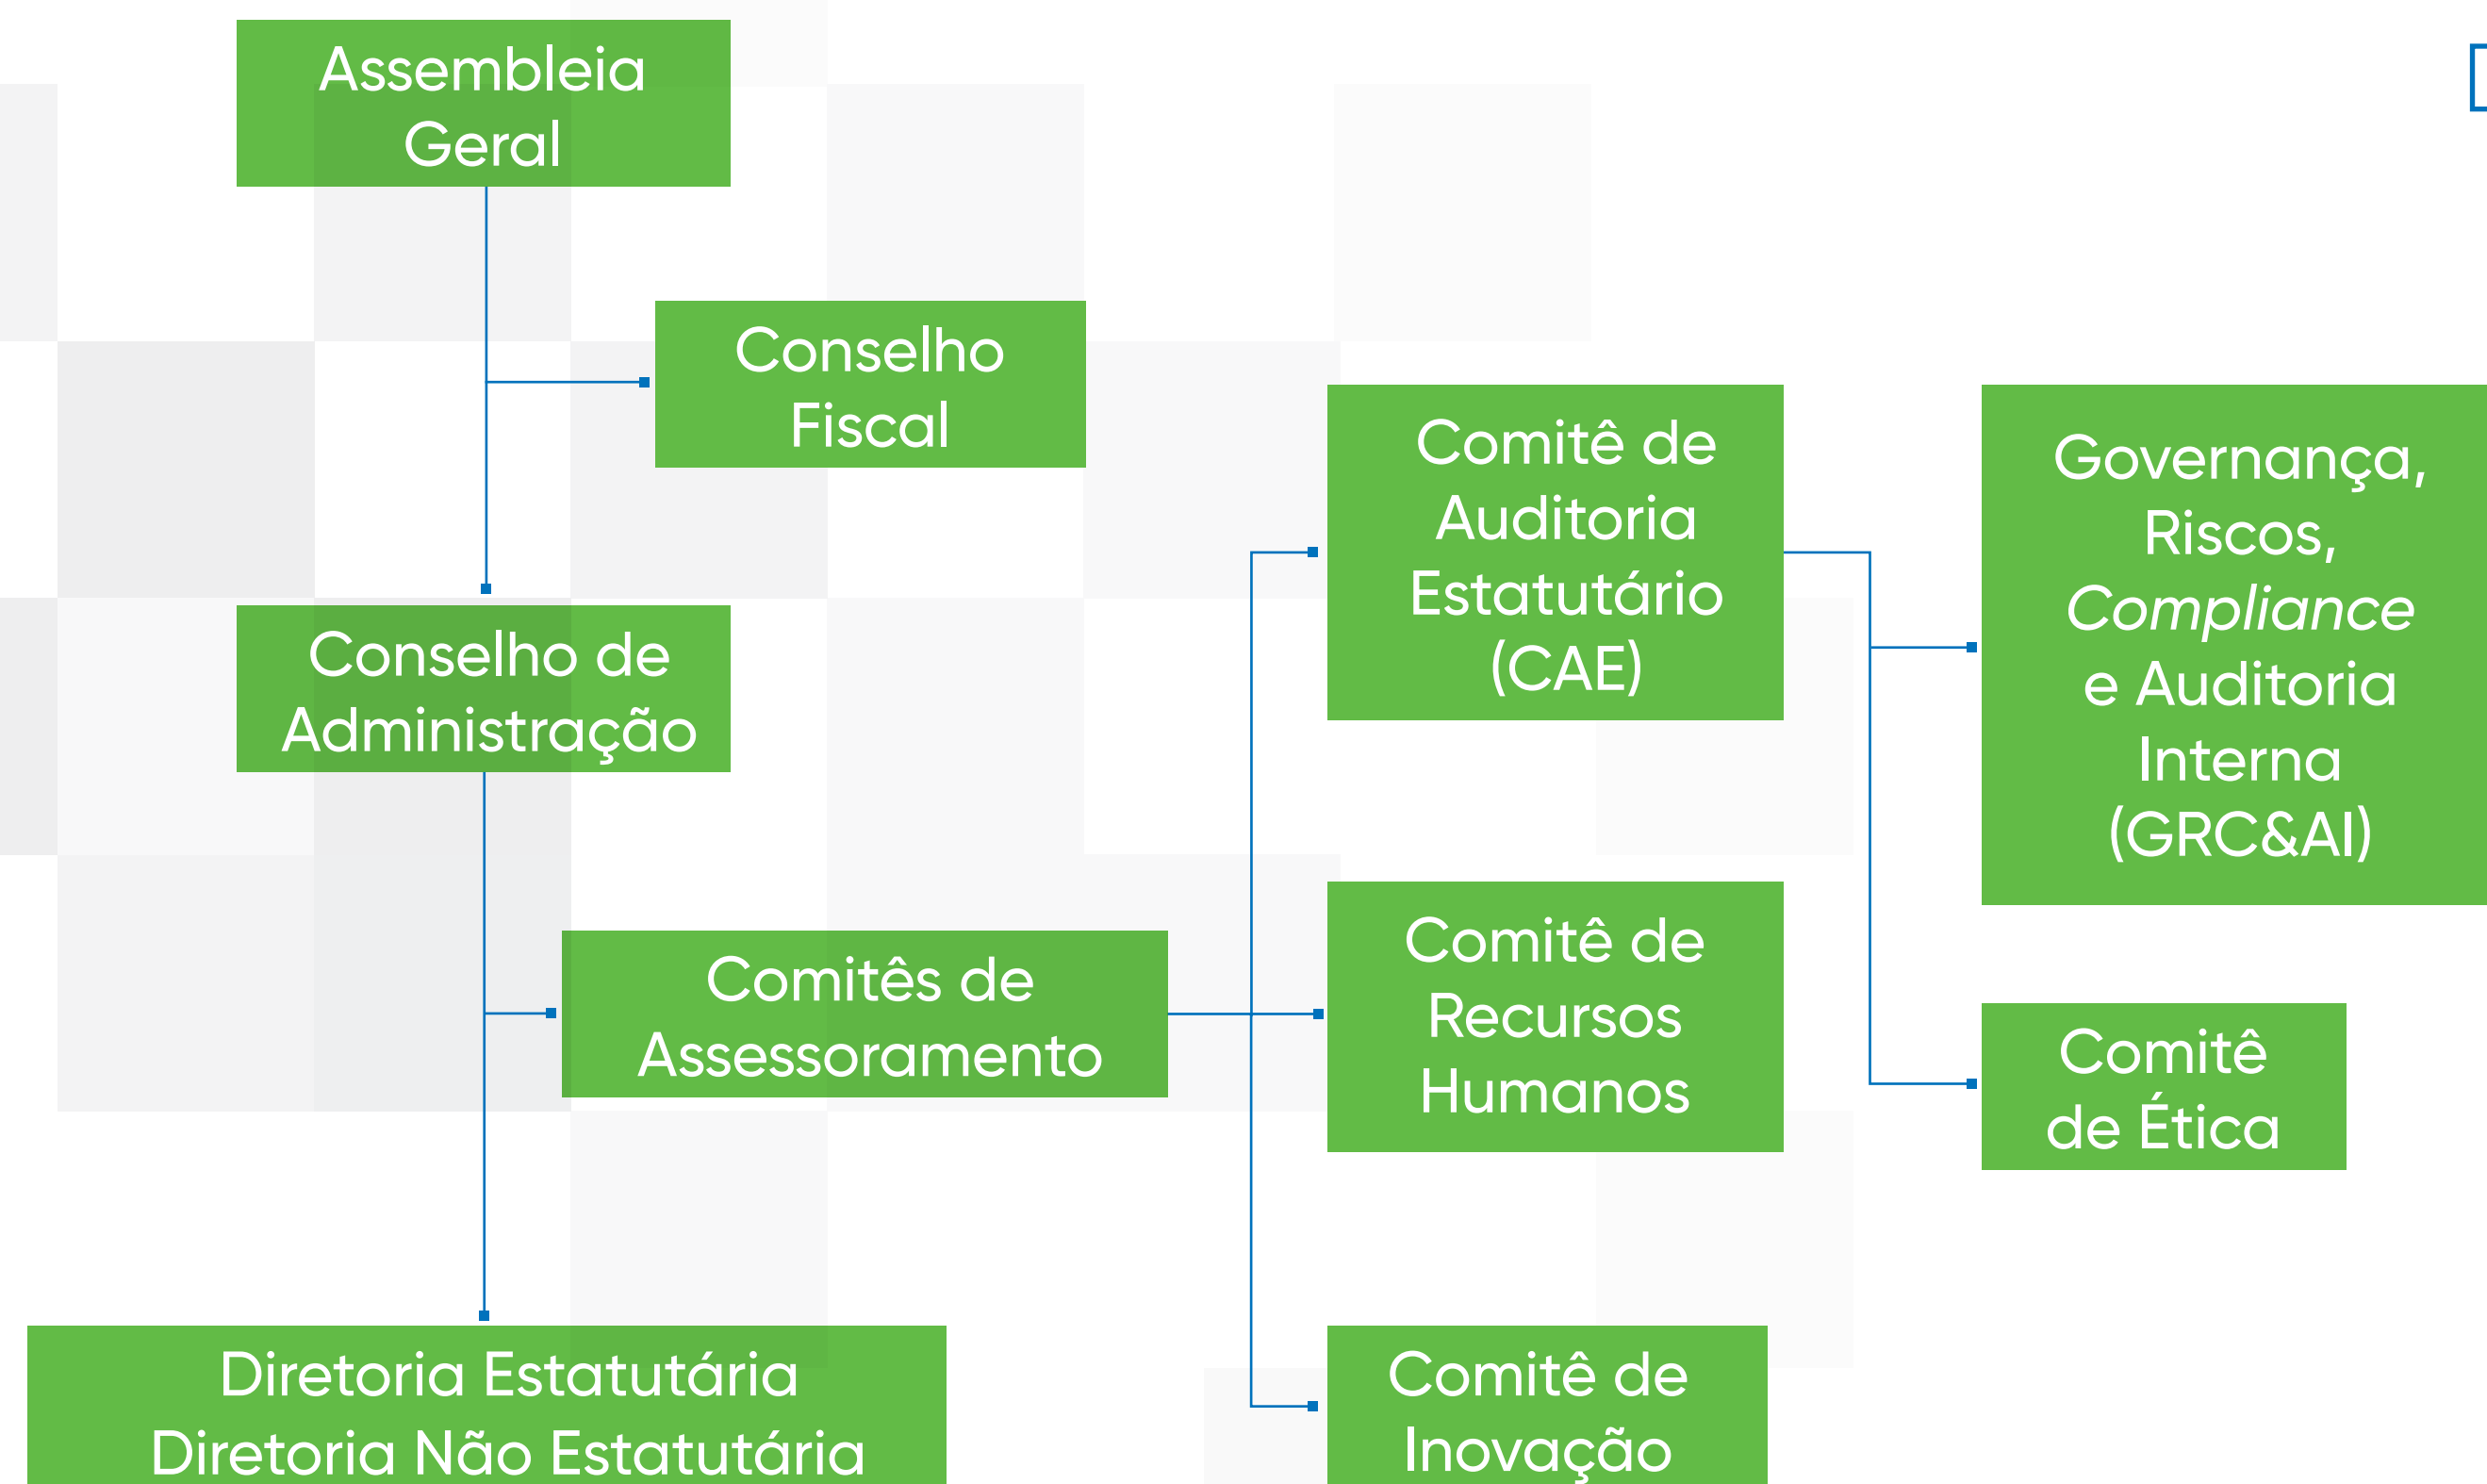 Assembleia
Geral
Conselho
Fiscal
Conselho de
Administração
Comitês de
Assessoramento
Diretoria Estatutária
Diretoria Não Estatutária
Comitê de
Auditoria
Estatutário
(CAE)
Comitê de
Recursos
Humanos
Comitê de
Inovação
Governança,
Riscos,
Compliance
e Auditoria
Interna
(GRC&AI)
Comitê
de Ética